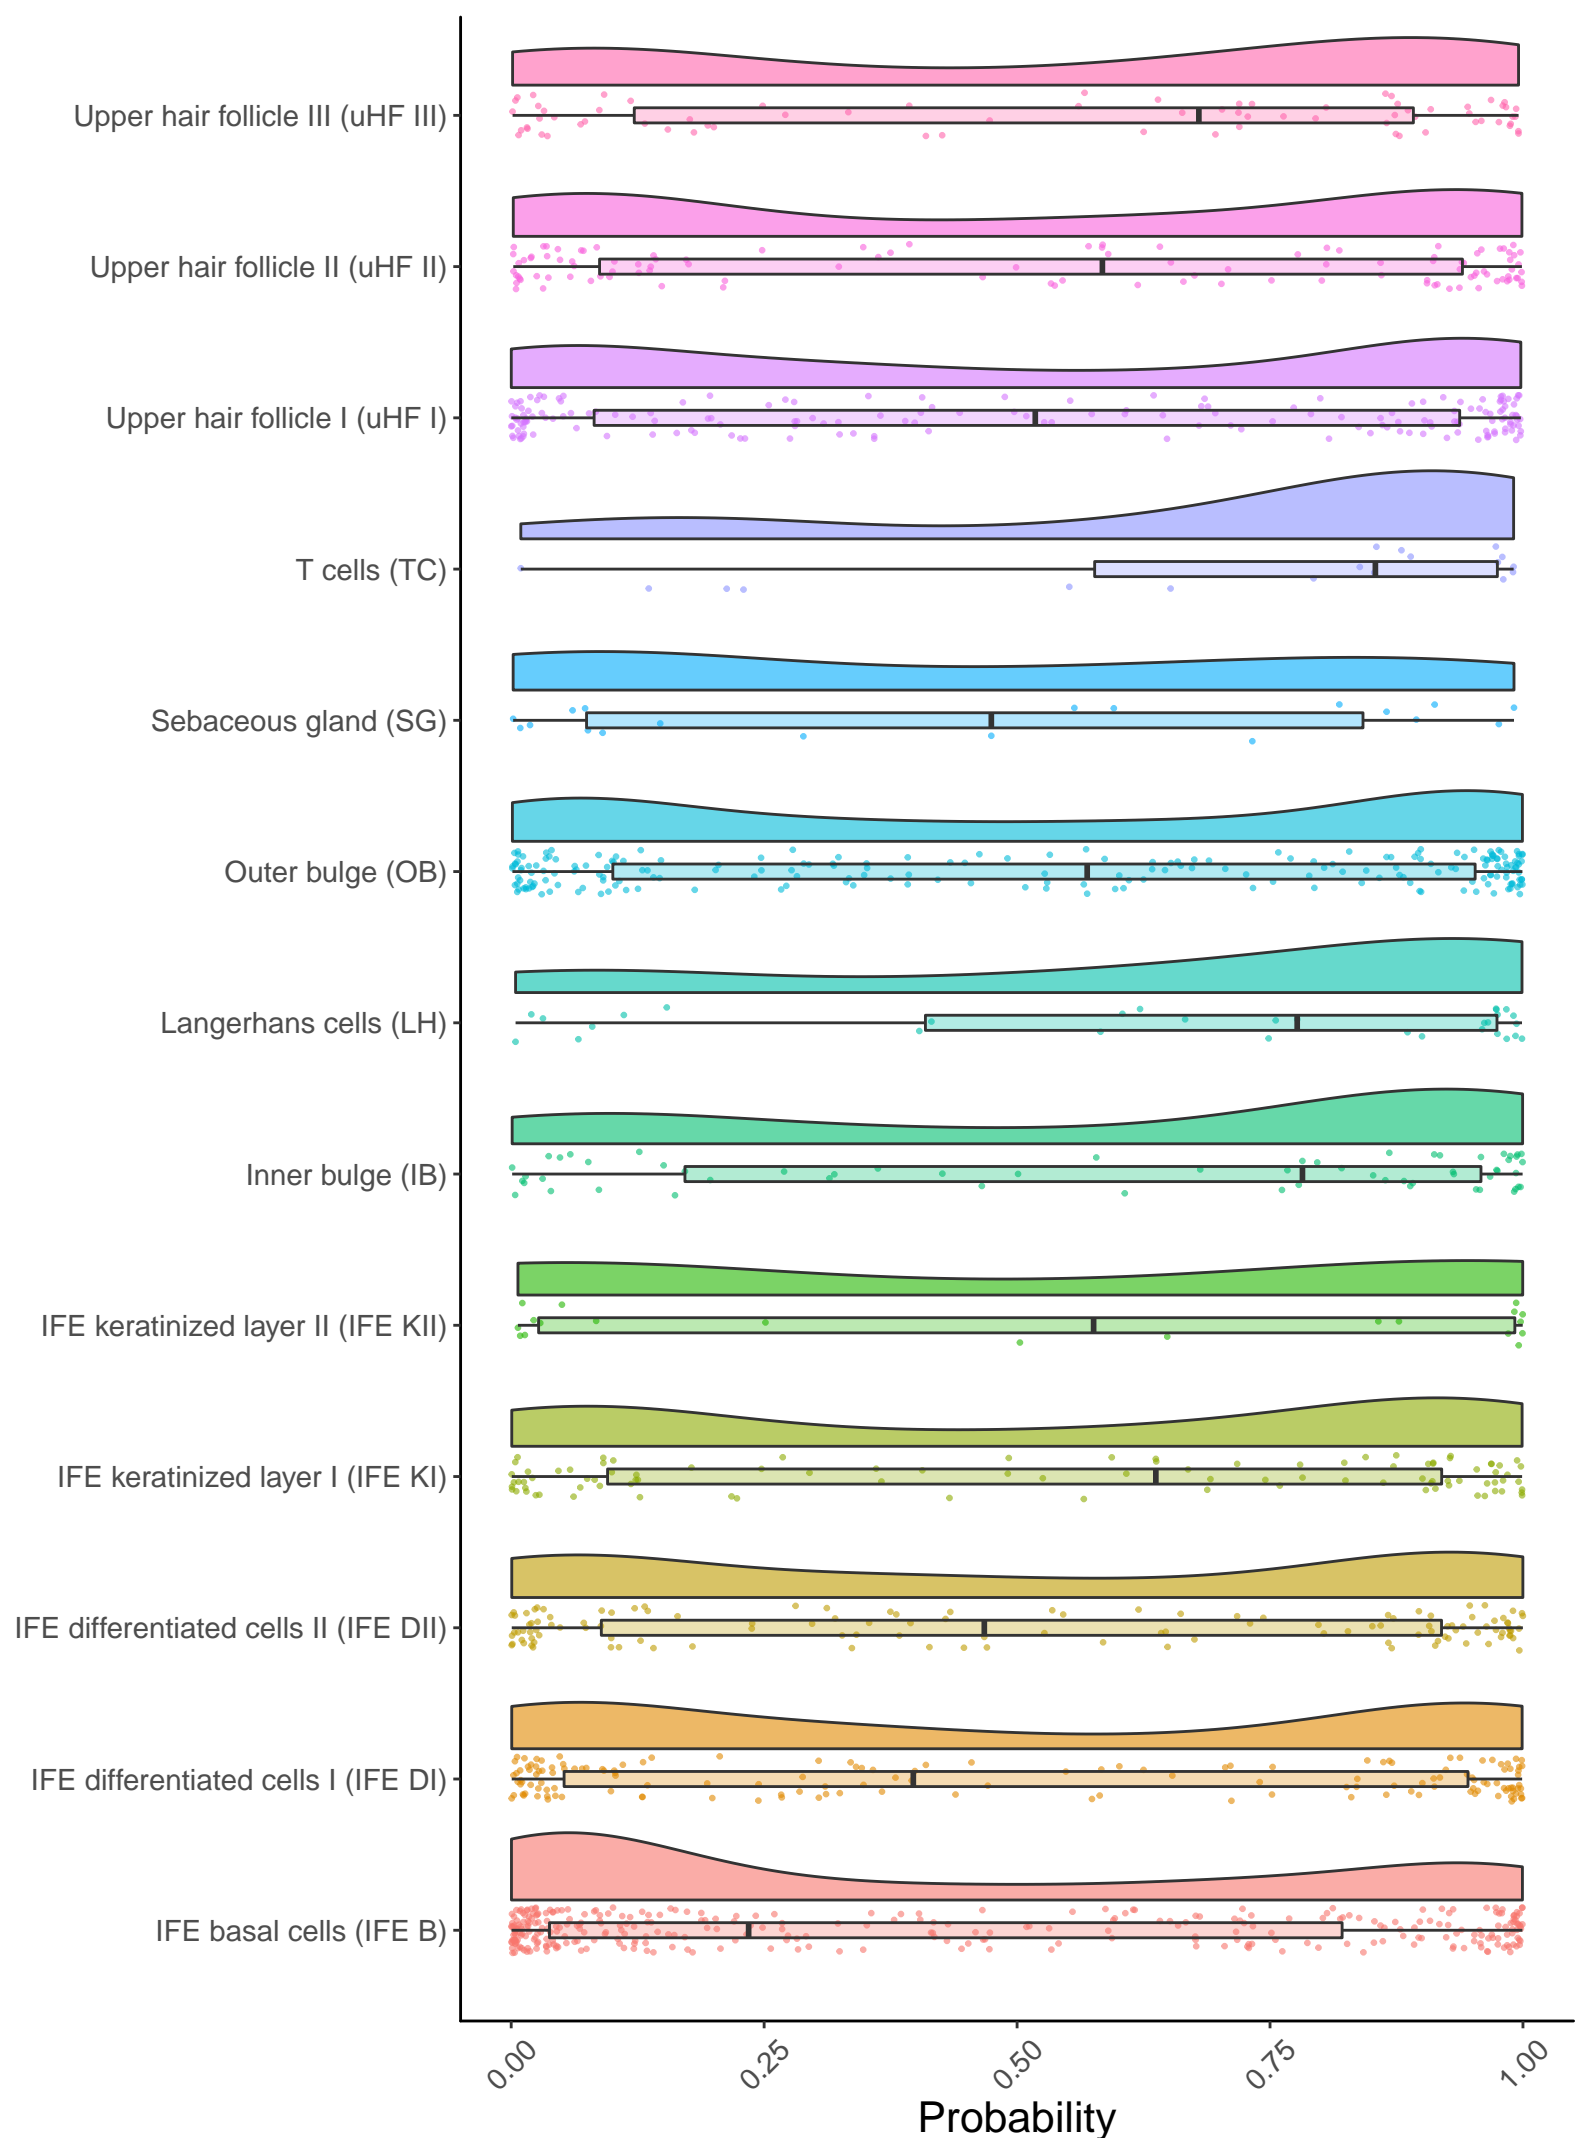 Upper hair follicle III (uHF III)
Upper hair follicle II (uHF II)
Upper hair follicle I (uHF I)
T cells (TC)
Sebaceous gland (SG)
Outer bulge (OB)
Langerhans cells (LH)
Inner bulge (IB)
IFE keratinized layer II (IFE KII)
IFE keratinized layer I (IFE KI)
IFE differentiated cells II (IFE DII)
IFE differentiated cells I (IFE DI)
IFE basal cells (IFE B)
0.00 0.25 0.50 0.75 1.00
Probability